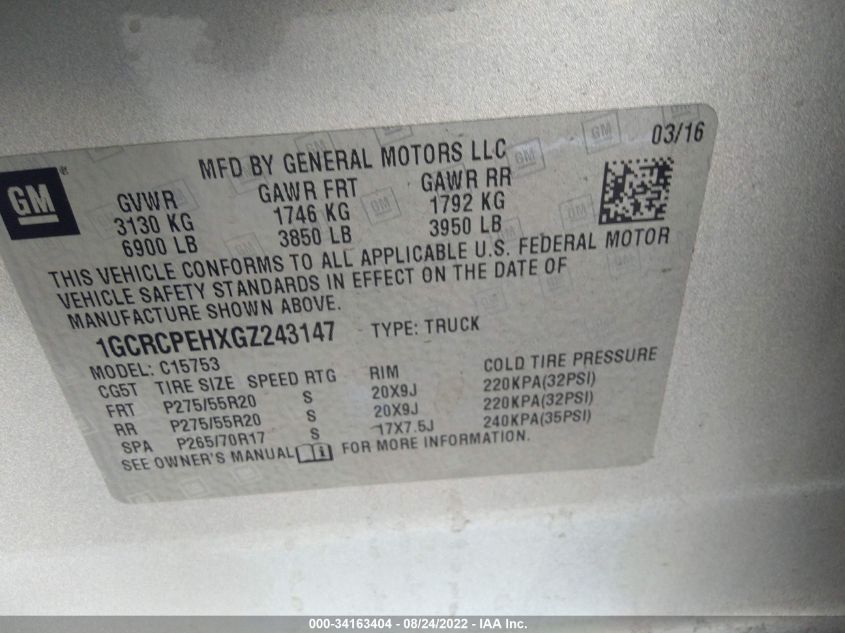 03/16
MFD BY GENERAL MOTORS LLC
GM ®
GVWR GAWR FRT GAWR RR
3130 KG 1746 KG 1792 KG
6900 LB 3850 LB 3950 LB
THIS VEHICLE CONFORMS TO ALL APPLICABLE U.S. FEDERAL MOTOR
VEHICLE SAFETY STANDARDS IN EFFECT ON THE DATE OF
MANUFACTURE SHOWN ABOVE.
1GCRCPEHXGZ243147 TYPE: TRUCK
MODEL: C15753
CG5T TIRE SIZE SPEED RTG RIM COLD TIRE PRESSURE
FRT P275/55R20 S 20X9J 220KPA(32PSI)
RR P275/55R20 S 20X9J 220KPA(32PSI)
SPA P265/70R17 S 17X7.5J 240KPA(35PSI)
SEE OWNER'S MANUAL FOR MORE INFORMATION.
000-34163404 - 08/24/2022 - IAA Inc.